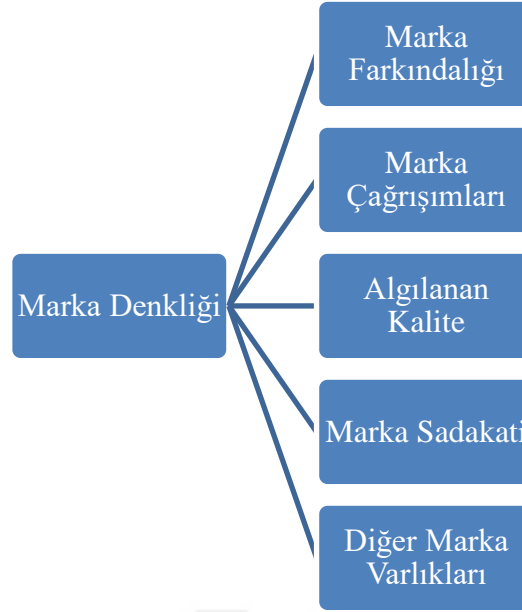 Marka
Farkındalığı
Marka
Çağrışımları
Marka Denkliği
Algılanan
Kalite
Marka Sadakati
Diğer Marka
Varlıkları